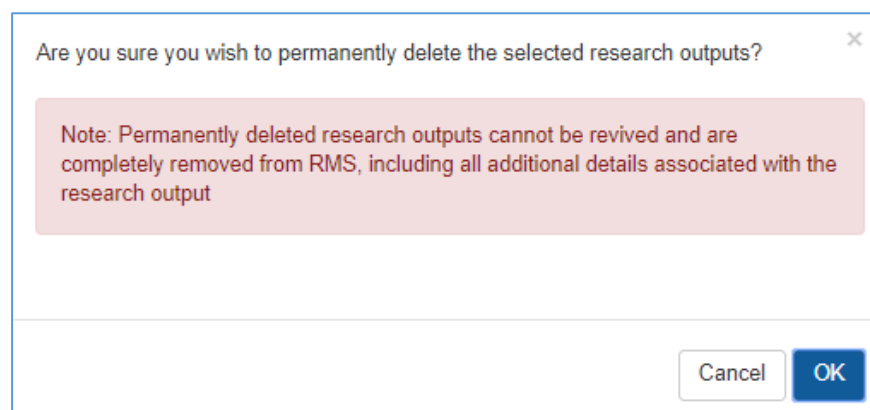 Are you sure you wish to permanently delete the selected research outputs?
×
Note: Permanently deleted research outputs cannot be revived and are
completely removed from RMS, including all additional details associated with the
research output
Cancel
OK